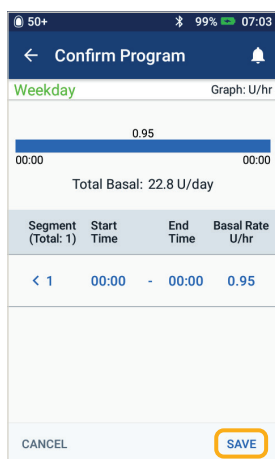 50+ 99% 07:03
Confirm Program
Weekday Graph: U/hr
0.95
00:00 00:00
Total Basal: 22.8 U/day
Segment Start End Basal Rate
(Total: 1) Time Time U/hr
< 1 00:00 - 00:00 0.95
CANCEL SAVE